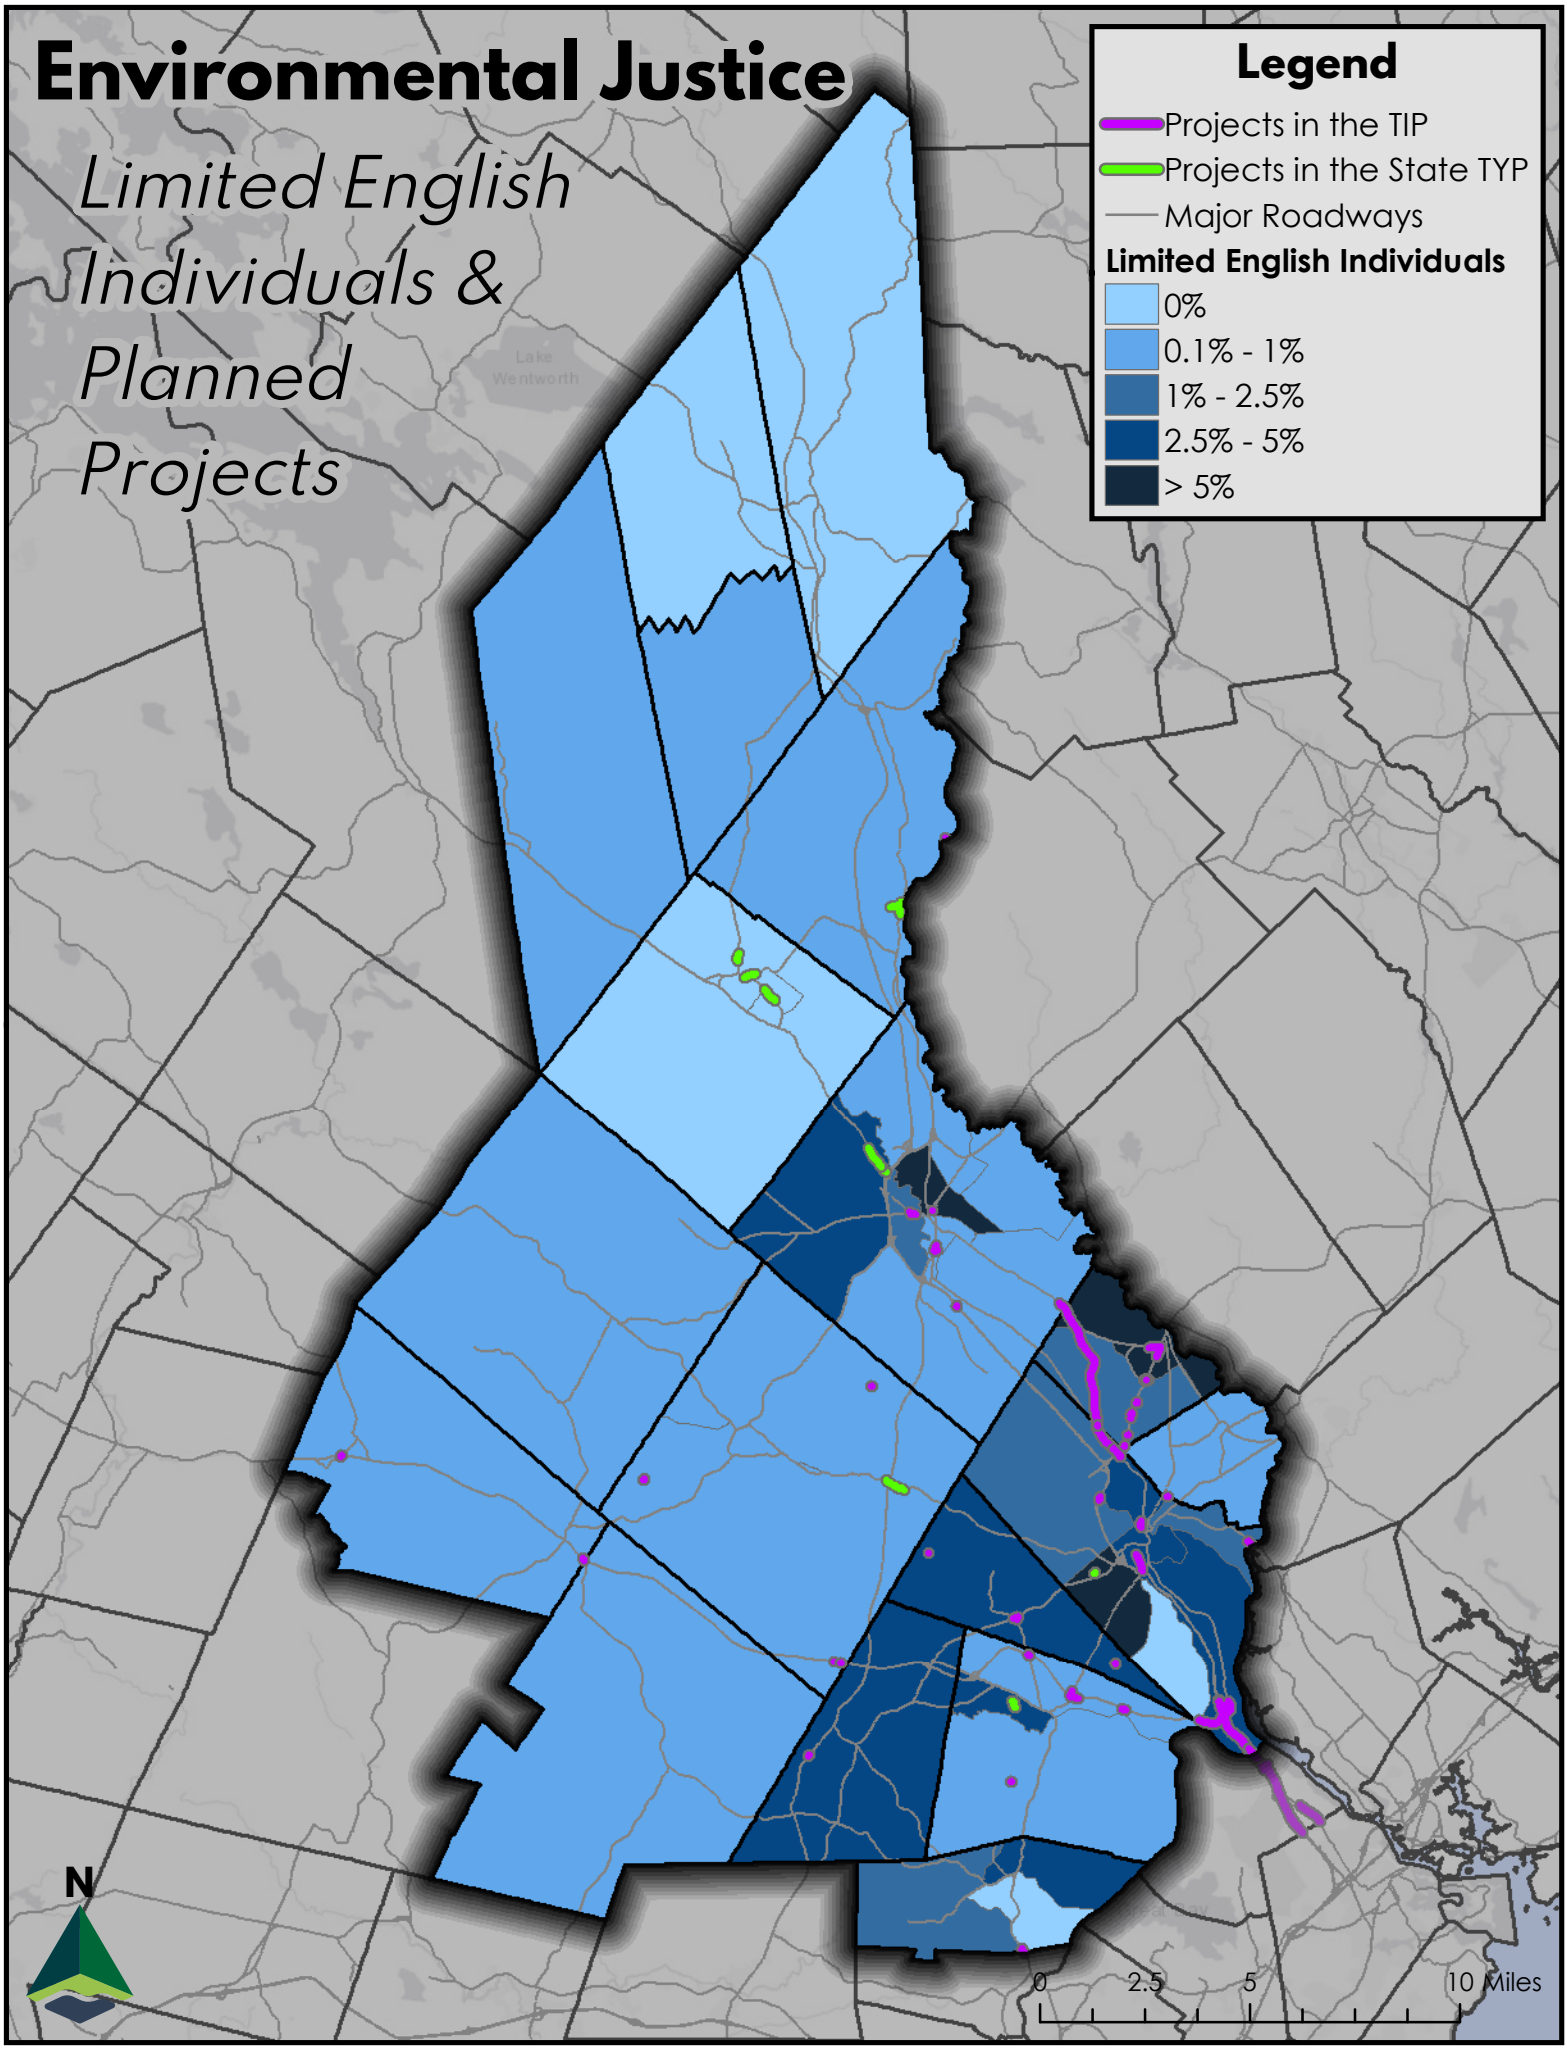 Environmental Justice
Limited English
Individuals &
Planned
Projects
Legend
Projects in the TIP
Projects in the State TYP
Major Roadways
Limited English Individuals
0%
0.1% - 1%
1% - 2.5%
2.5% - 5%
> 5%
Lake
Wentworth
N
0 2.5 5 10 Miles